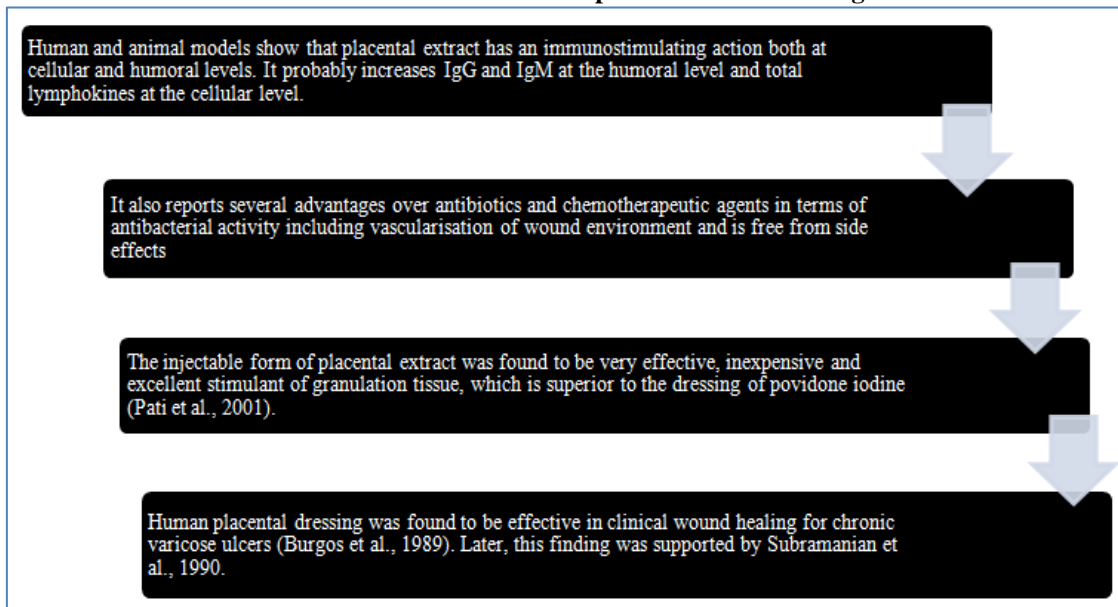 Human and animal models show that placental extract has an immunostimulating action both at
cellular and humoral levels. It probably increases IgG and IgM at the humoral level and total
lymphokines at the cellular level.
It also reports several advantages over antibiotics and chemotherapeutic agents in terms of
antibacterial activity including vascularisation of wound environment and is free from side
effects
The injectable form of placental extract was found to be very effective, inexpensive and
excellent stimulant of granulation tissue, which is superior to the dressing of povidone iodine
(Pati et al., 2001).
Human placental dressing was found to be effective in clinical wound healing for chronic
varicose ulcers (Burgos et al., 1989). Later, this finding was supported by Subramanian et
al., 1990.